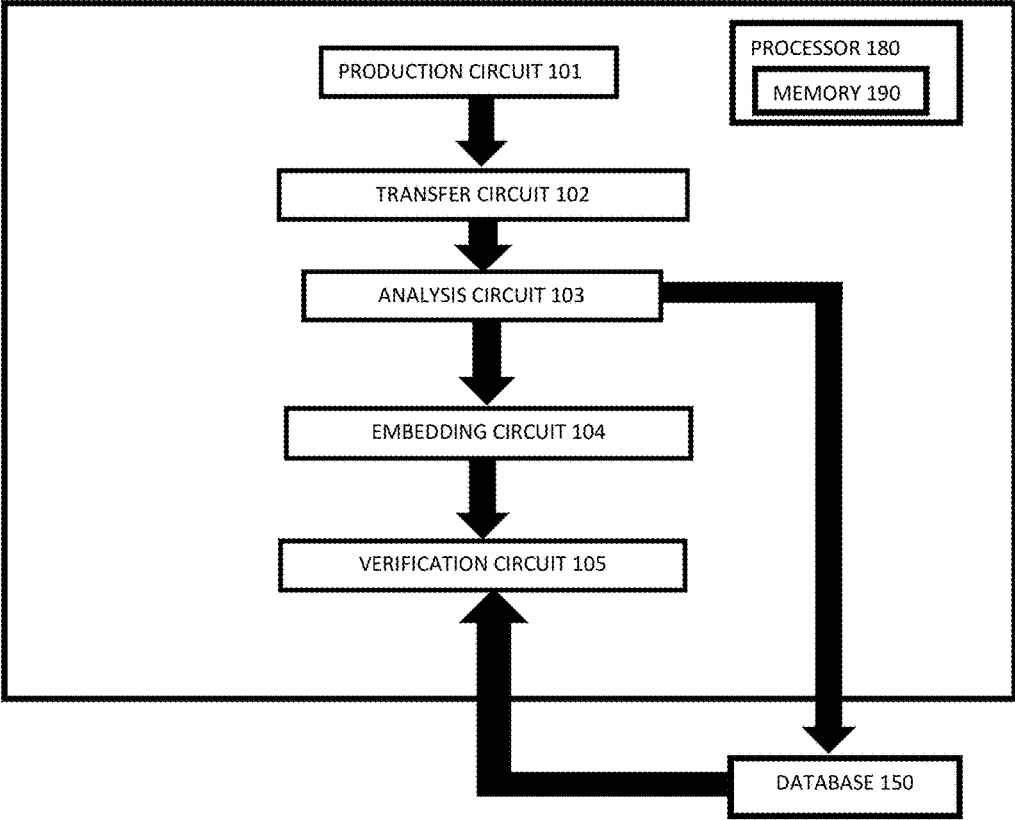 PROCESSOR 180
PRODUCTION CIRCUIT 101
MEMORY 190
TRANSFER CIRCUIT 102
ANALYSIS CIRCUIT 103
EMBEDDING CIRCUIT 104
VERIFICATION CIRCUIT 105
DATABASE 150